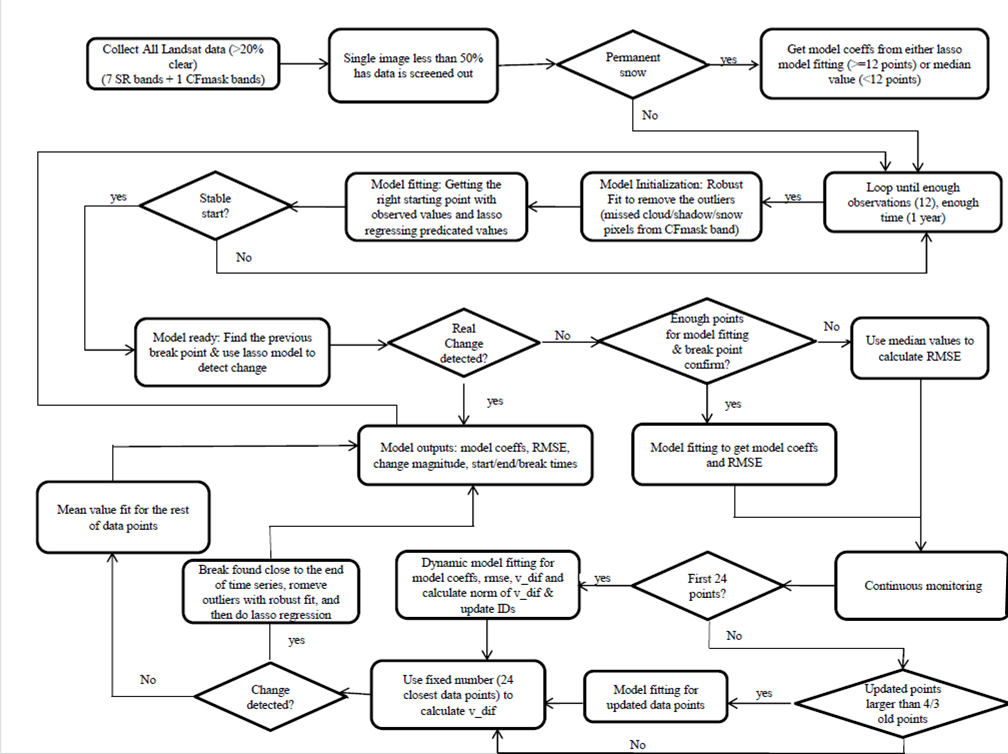 Collect All Landsat data (>20%
clear)
(7 SR bands + 1 CFmask bands)
Single image less than 50%
has data is screened out
Permanent
snow
yes
Get model coeffs from either lasso
model fitting (>=12 points) or median
value (<12 points)
No
Loop until enough
observations (12), enough
time (1 year)
yes
Model Initialization: Robust
Fit to remove the outliers
(missed cloud/shadow/snow
pixels from CFmask band)
Model fitting: Getting the
right starting point with
observed values and lasso
regressing predicated values
Stable
start?
yes
No
Model ready: Find the previous
break point & use lasso model to
detect change
Real
Change
detected?
No
Enough points
for model fitting
& break point
confirm?
No
Use median values to
calculate RMSE
yes
yes
Model outputs: model coeffs, RMSE,
change magnitude, start/end/break times
Model fitting to get model coeffs
and RMSE
Mean value fit for the rest
of data points
Break found close to the end
of time series, romeve
outliers with robust fit, and
then do lasso regression
Dynamic model fitting for
model coeffs, rmse, v_dif and
calculate norm of v_dif &
update IDs
yes
First 24
points?
Continuous monitoring
No
yes
No
Change
detected?
Use fixed number (24
closest data points) to
calculate v_dif
Model fitting for
updated data points
yes
Updated points
larger than 4/3
old points
No